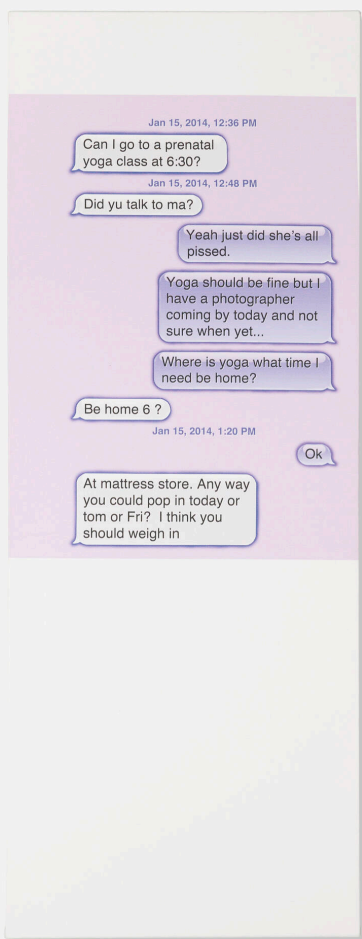 Jan 15, 2014, 12:36 PM
Can I go to a prenatal
yoga class at 6:30?
Jan 15, 2014, 12:48 PM
Did yu talk to ma?
Yeah just did she's all
pissed.
Yoga should be fine but I
have a photographer
coming by today and not
sure when yet...
Where is yoga what time I
need be home?
Be home 6 ?
Jan 15, 2014, 1:20 PM
Ok
At mattress store. Any way
you could pop in today or
tom or Fri?  I think you
should weigh in